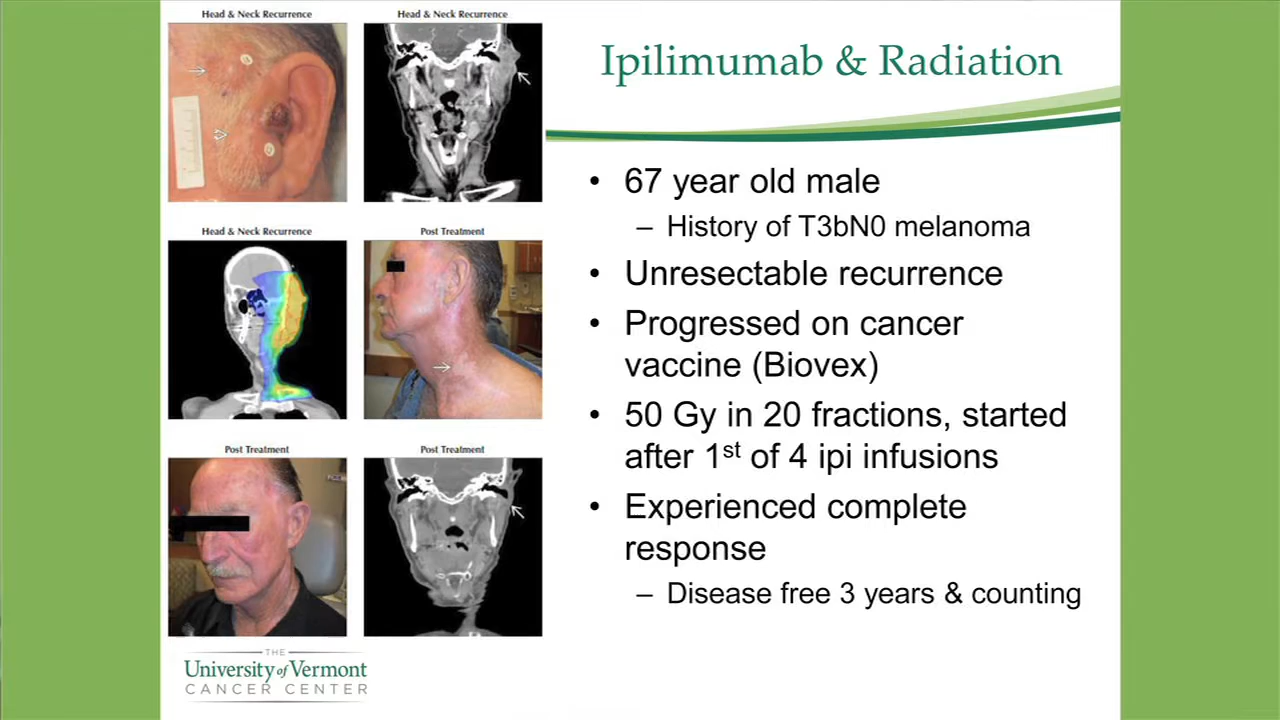 Head & Neck Recurrence
Head & Neck Recurrence
Head & Neck Recurrence
Post Treatment
Post Treatment
Post Treatment
THE
University of Vermont
CANCER CENTER
Ipilimumab & Radiation
• 67 year old male
– History of T3bN0 melanoma
• Unresectable recurrence
• Progressed on cancer
vaccine (Biovex)
• 50 Gy in 20 fractions, started
after 1st of 4 ipi infusions
• Experienced complete
response
– Disease free 3 years & counting